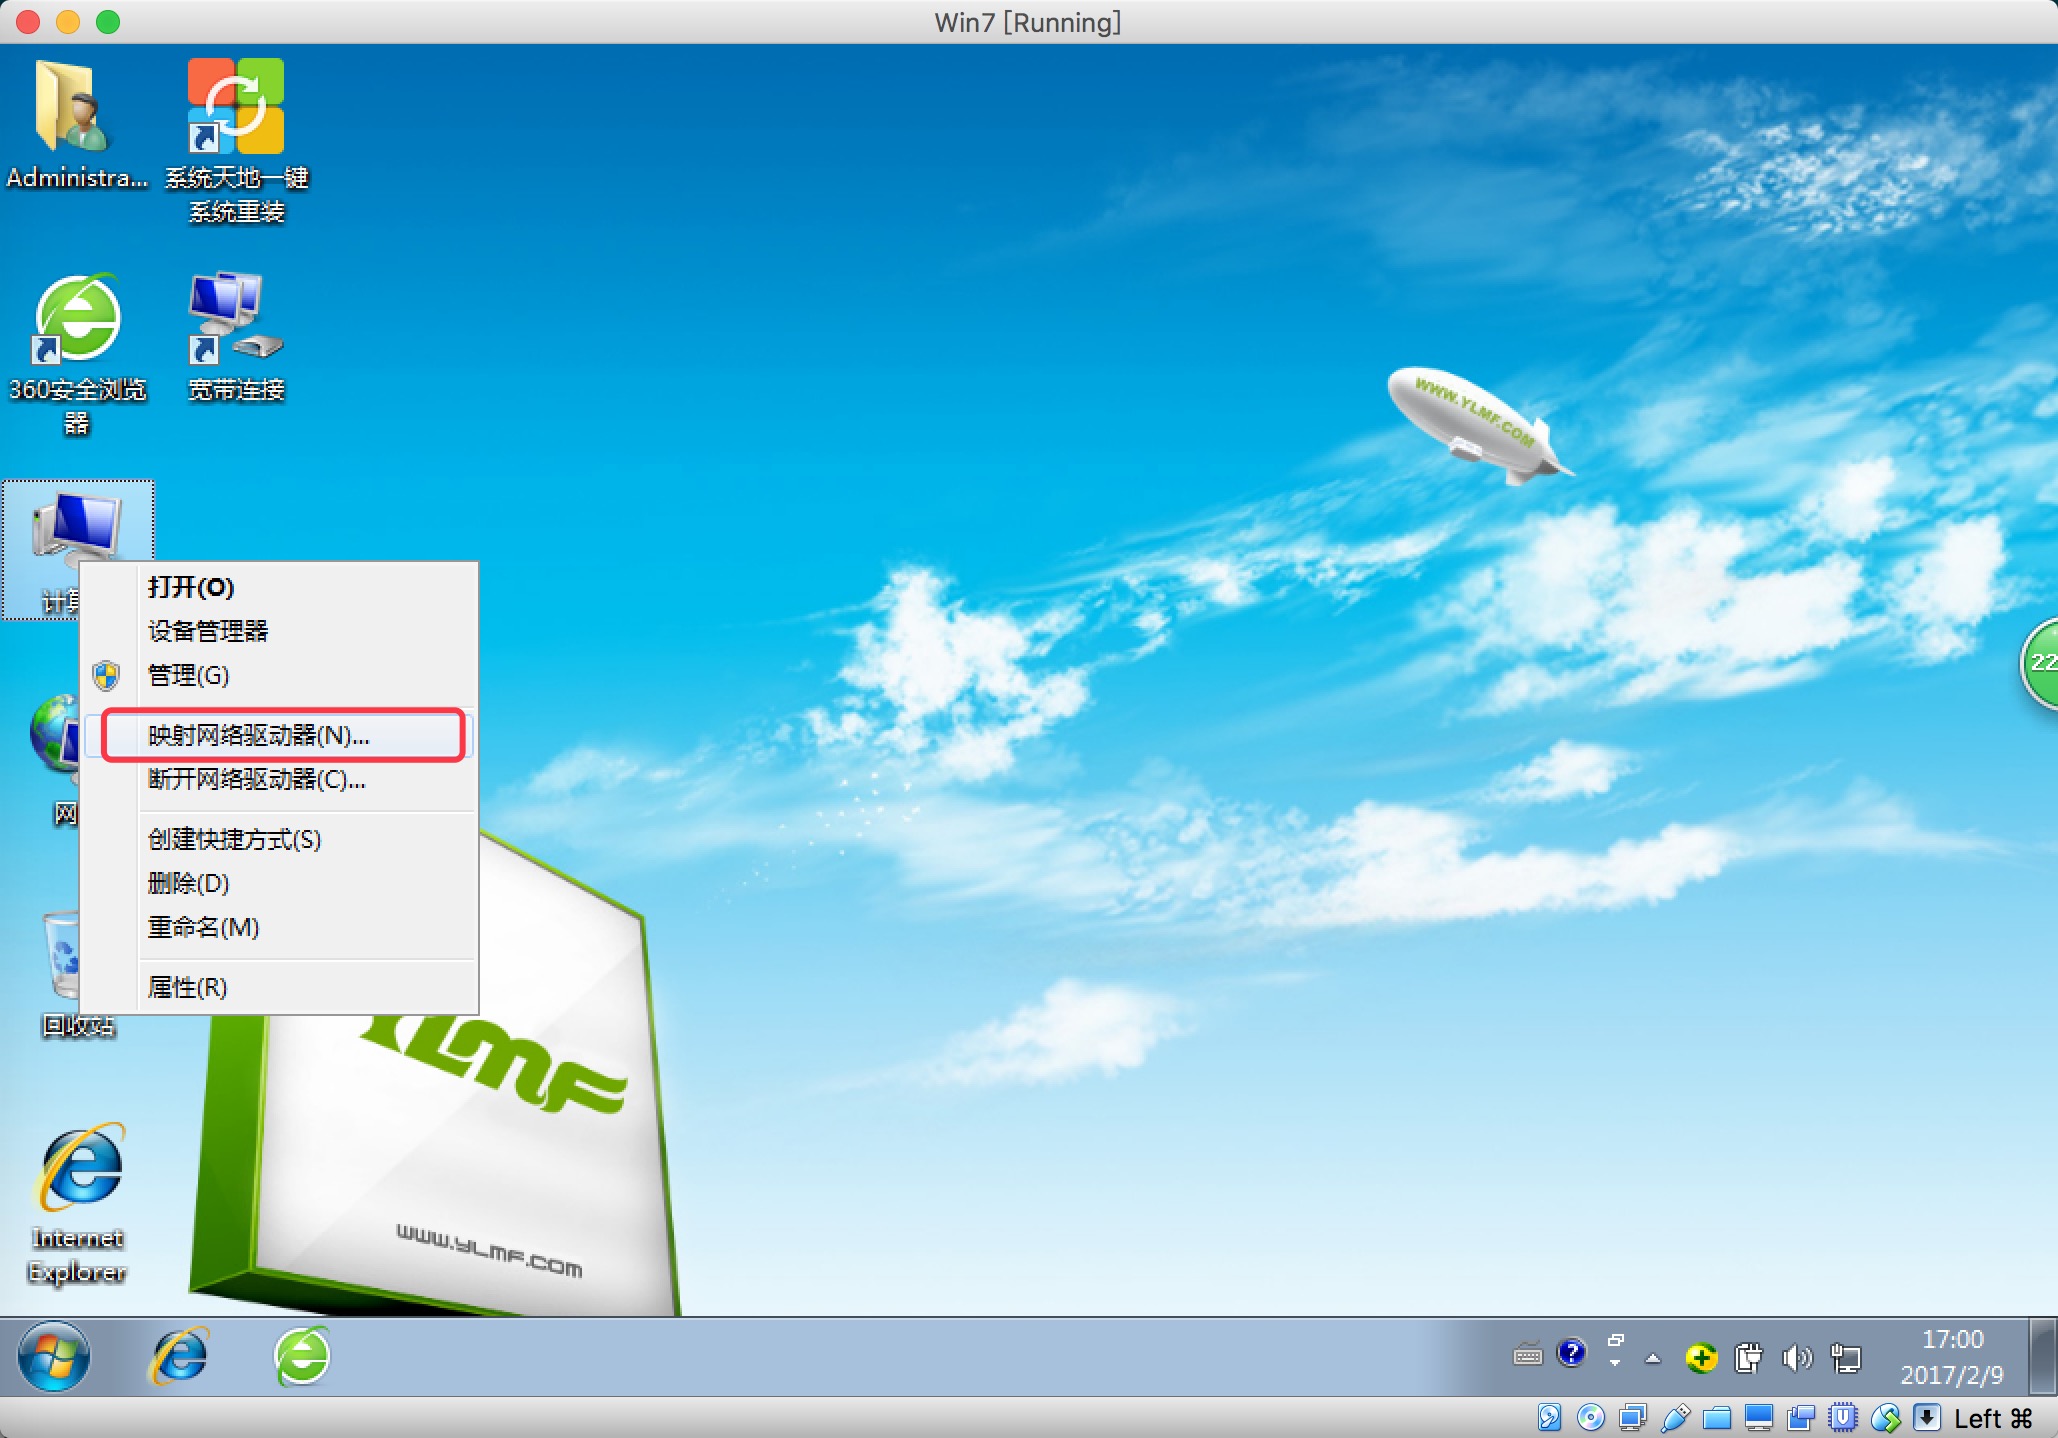 Win7 [Running]
Administra...
系统天地一键
系统重装
360安全浏览
器
宽带连接
WWW.YLMF.COM
22
打开(O)
设备管理器
管理(G)
映射网络驱动器(N)...
断开网络驱动器(C)...
创建快捷方式(S)
删除(D)
重命名(M)
属性(R)
网
回收站
YLMF
www.YLMF.com
Internet
Explorer
17:00
2017/2/9
Left ⌘